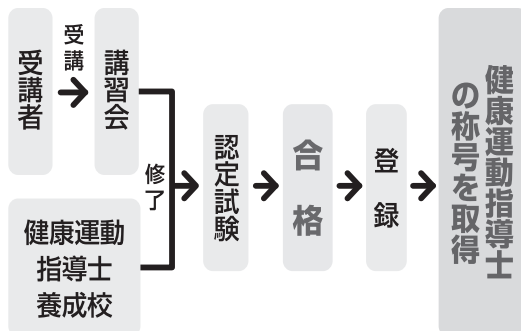 受講者
受講
講習会
修了
健康運動
指導士
養成校
認定試験
合格
登録
健康運動指導士
の称号を取得